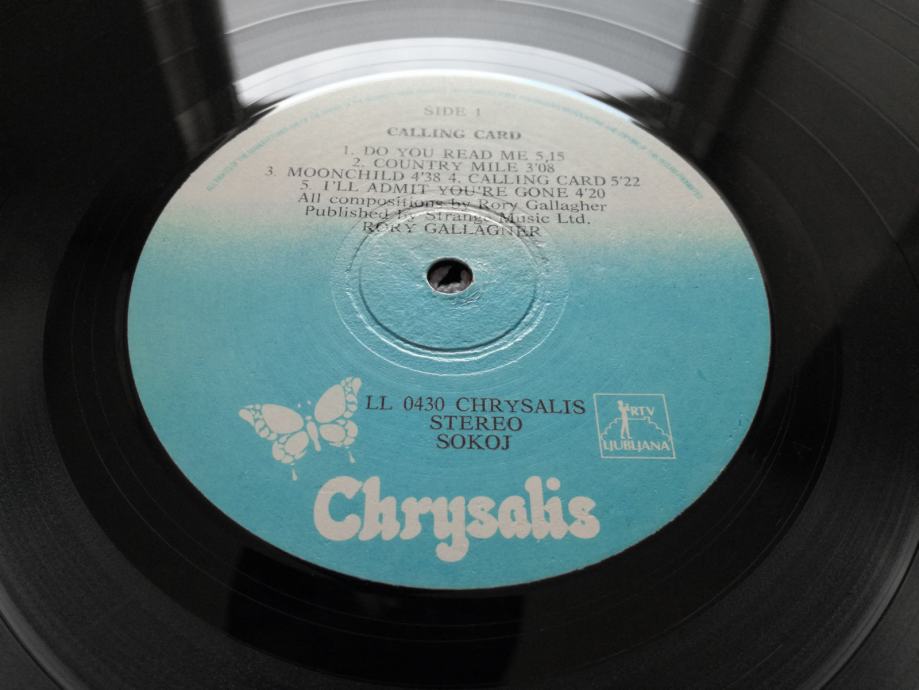 SIDE 1
CALLING CARD
1. DO YOU READ ME 5,15
2. COUNTRY MILE 3'08
3. MOONCHILD 4'38 4. CALLING CARD 5'22
5. I'LL ADMIT YOU'RE GONE 4'20
All compositions by Rory Gallagher
Published by Strange Music Ltd.
RORY GALLAGNER
LL 0430 CHRYSALIS
STEREO
SOKOJ
RTV
LJUBLJANA
Chrysalis